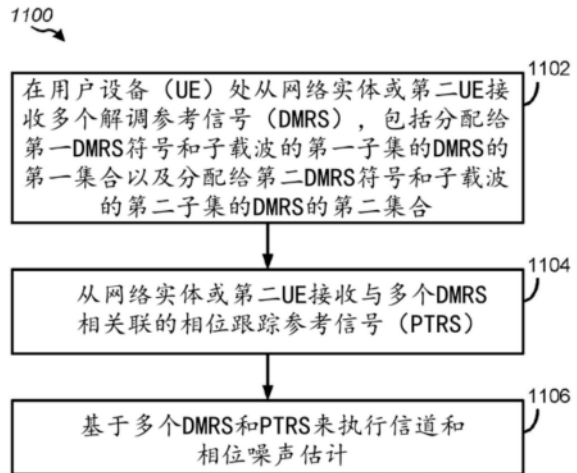 1100
1102
在用户设备（UE）处从网络实体或第二UE接
收多个解调参考信号（DMRS），包括分配给
第一DMRS符号和子载波的第一子集的DMRS的
第一集合以及分配给第二DMRS符号和子载波
的第二子集的DMRS的第二集合
1104
从网络实体或第二UE接收与多个DMRS
相关联的相位跟踪参考信号（PTRS）
1106
基于多个DMRS和PTRS来执行信道和
相位噪声估计